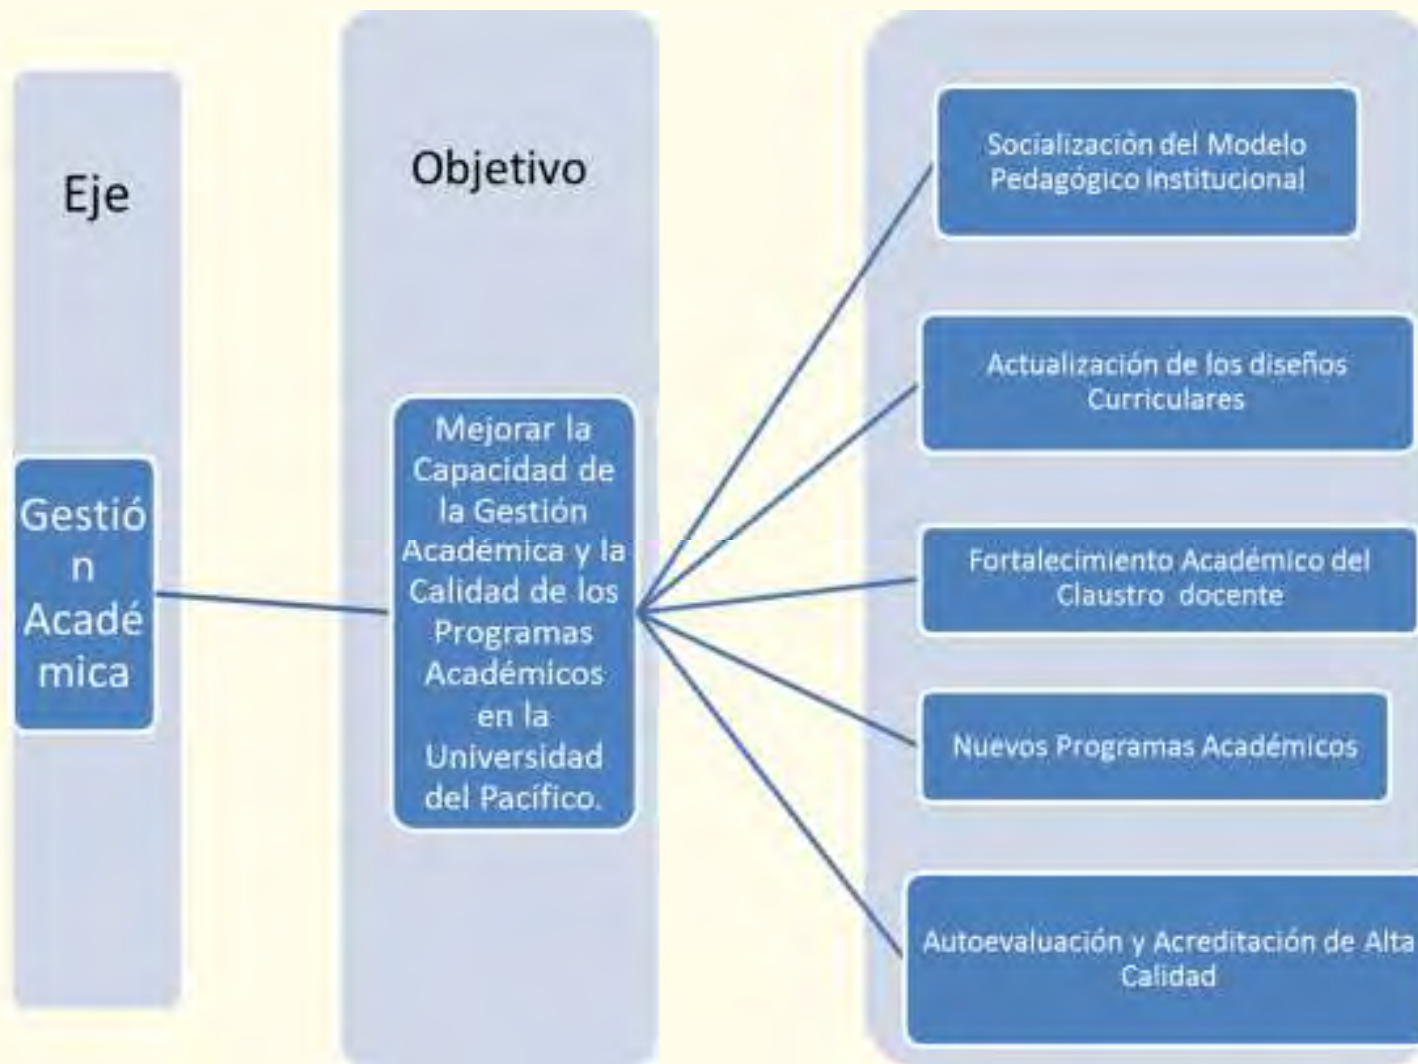 Eje
Gestió
n
Acadé
mica
Objetivo
Mejorar la
Capacidad de
la Gestión
Académica y la
Calidad de los
Programas
Académicos
en la
Universidad
del Pacífico.
Socialización del Modelo
Pedagógico Institucional
Actualización de los diseños
Curriculares
Fortalecimiento Académico del
Claustro docente
Nuevos Programas Académicos
Autoevaluación y Acreditación de Alta
Calidad